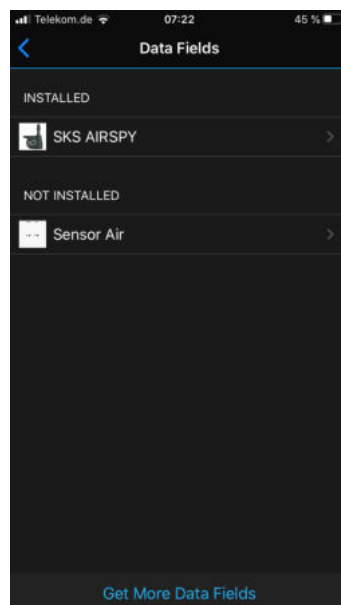 Telekom.de 07:22 45 %
Data Fields
INSTALLED
SKS AIRSPY
NOT INSTALLED
Sensor Air
Get More Data Fields